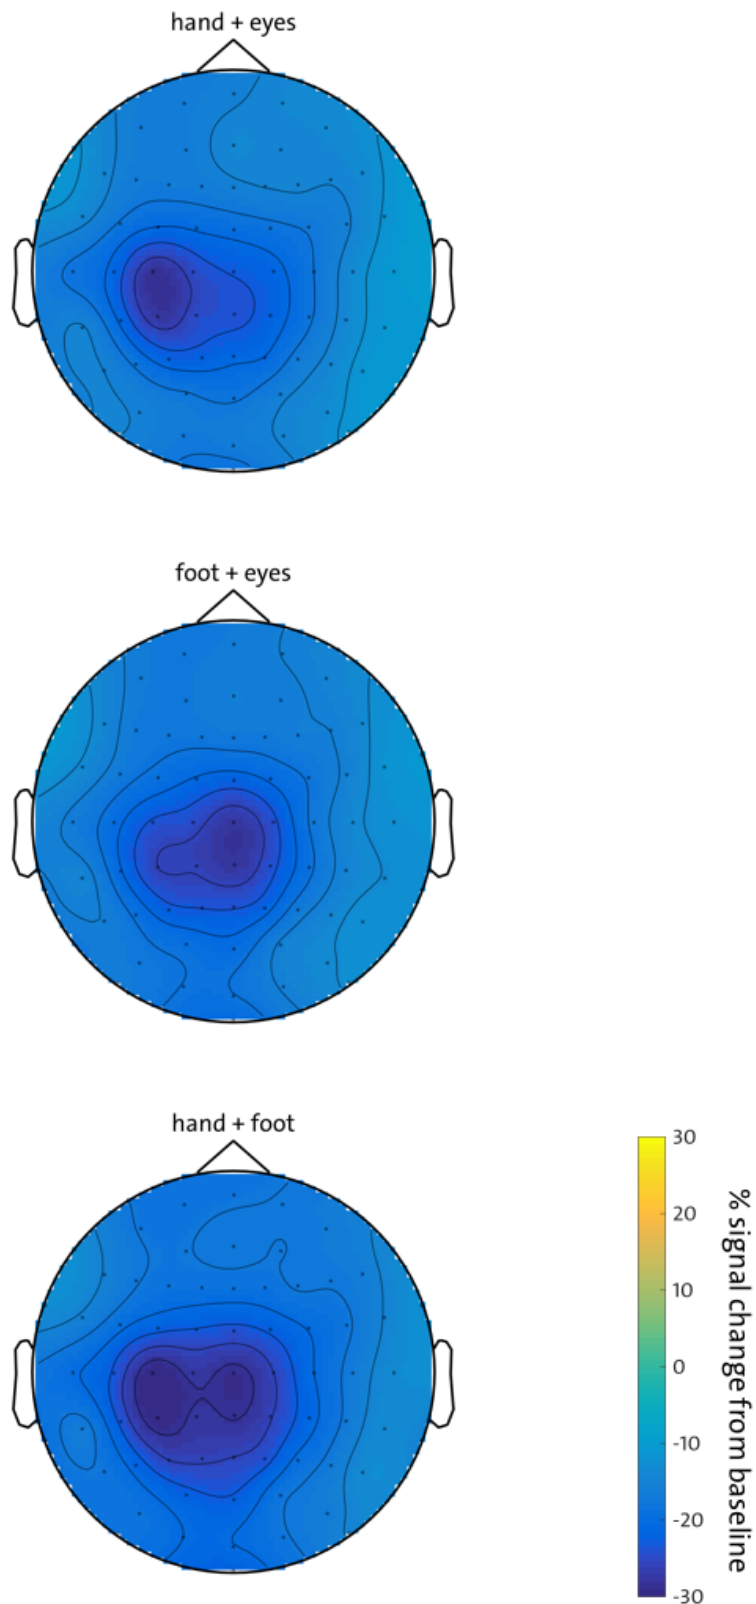 hand + eyes
foot + eyes
hand + foot
30
20
10
0
-10
-20
-30
% signal change from baseline